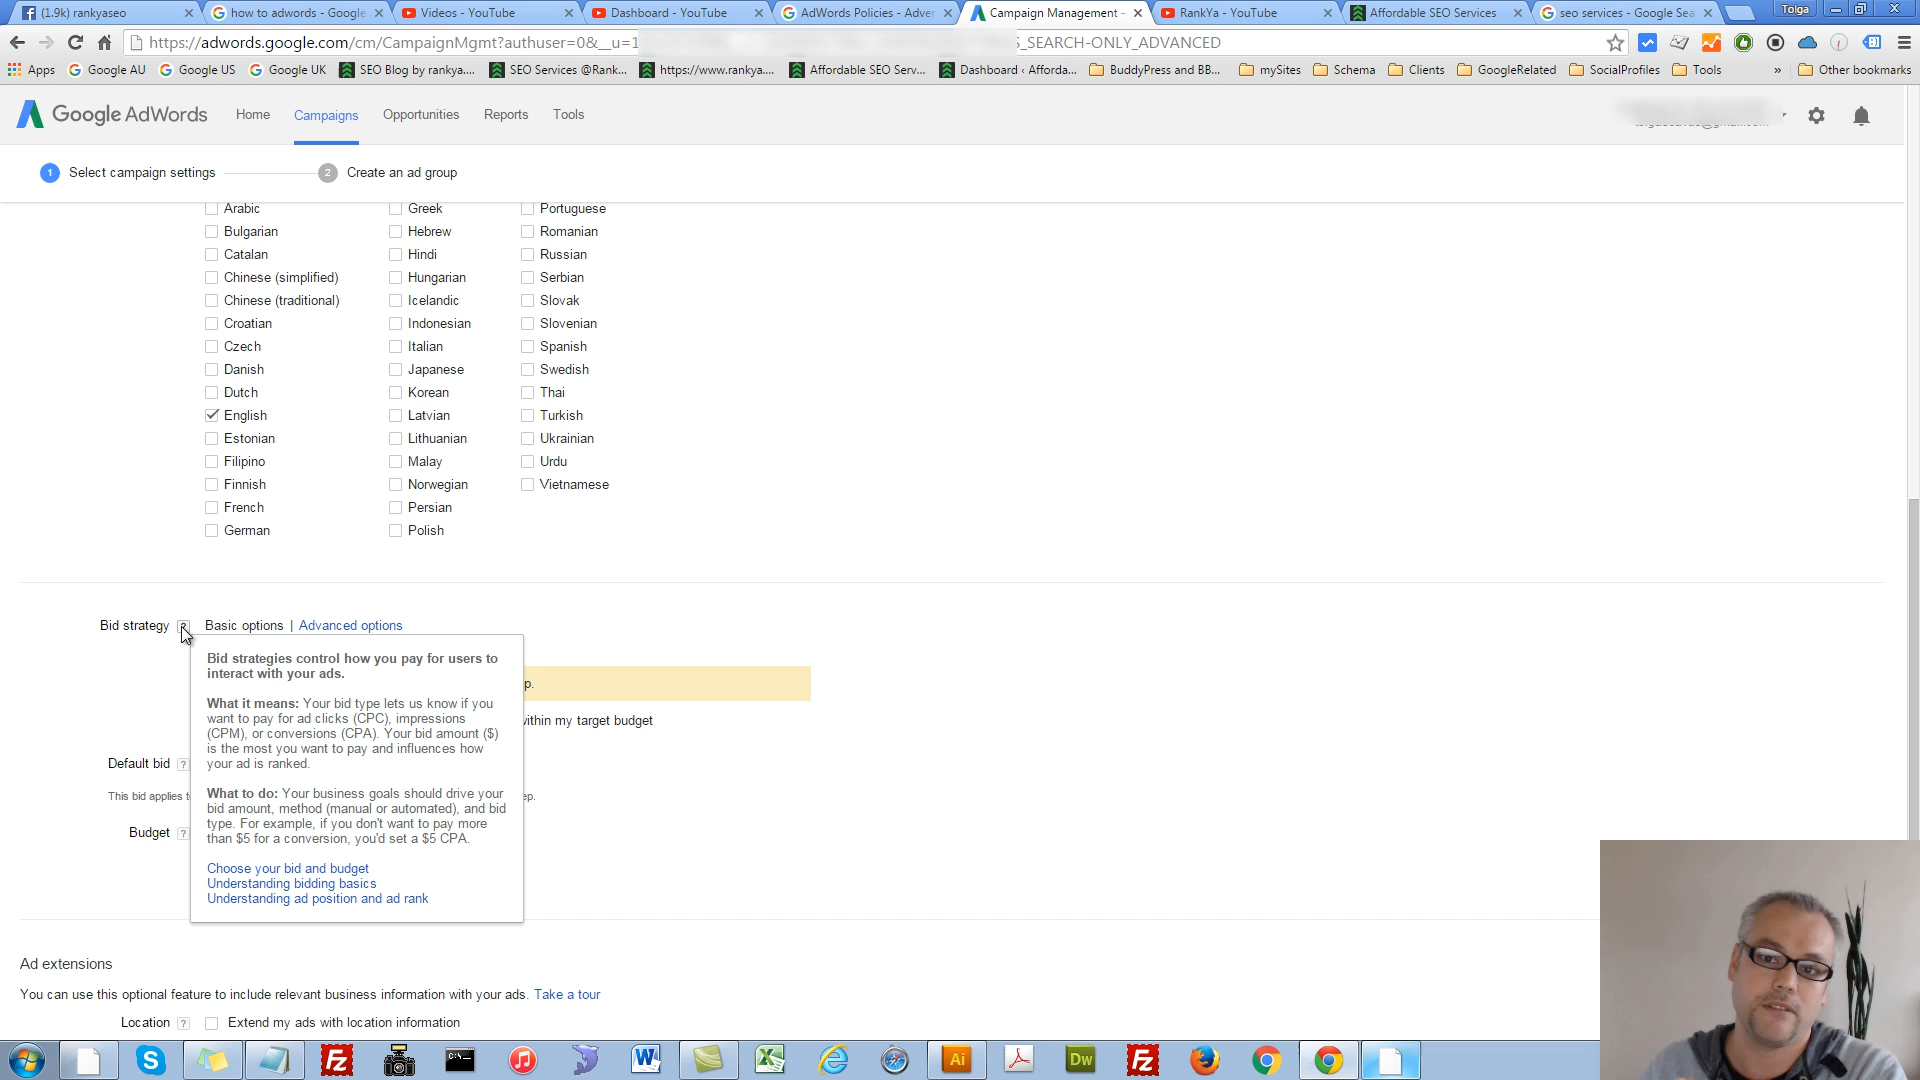 (1.9k) rankyaseo
how to adwords - Google
Videos - YouTube
Dashboard - YouTube
AdWords Policies - Adver
Campaign Management -
RankYa - YouTube
Affordable SEO Services
seo services - Google Sea
Tolga
https://adwords.google.com/cm/CampaignMgmt?authuser=0&__u=1
_SEARCH-ONLY_ADVANCED
Apps
Google AU
Google US
Google UK
SEO Blog by rankya....
SEO Services @Rank...
https://www.rankya....
Affordable SEO Serv...
Dashboard ‹ Afforda...
BuddyPress and BB...
mySites
Schema
Clients
GoogleRelated
SocialProfiles
Tools
»
Other bookmarks
Google AdWords
Home
Campaigns
Opportunities
Reports
Tools
1 Select campaign settings
2 Create an ad group
Arabic
Greek
Portuguese
Bulgarian
Hebrew
Romanian
Catalan
Hindi
Russian
Chinese (simplified)
Hungarian
Serbian
Chinese (traditional)
Icelandic
Slovak
Croatian
Indonesian
Slovenian
Czech
Italian
Spanish
Danish
Japanese
Swedish
Dutch
Korean
Thai
English
Latvian
Turkish
Estonian
Lithuanian
Ukrainian
Filipino
Malay
Urdu
Finnish
Norwegian
Vietnamese
French
Persian
German
Polish
Bid strategy ? Basic options | Advanced options
Bid strategies control how you pay for users to
interact with your ads.
p.
What it means: Your bid type lets us know if you
want to pay for ad clicks (CPC), impressions
(CPM), or conversions (CPA). Your bid amount ($)
is the most you want to pay and influences how
your ad is ranked.
within my target budget
Default bid ?
What to do: Your business goals should drive your
bid amount, method (manual or automated), and bid
type. For example, if you don't want to pay more
than $5 for a conversion, you'd set a $5 CPA.
This bid applies t
ep.
Budget ?
Choose your bid and budget
Understanding bidding basics
Understanding ad position and ad rank
Ad extensions
You can use this optional feature to include relevant business information with your ads. Take a tour
Location ? Extend my ads with location information
Fz
C:\
Ai
Dw
Fz